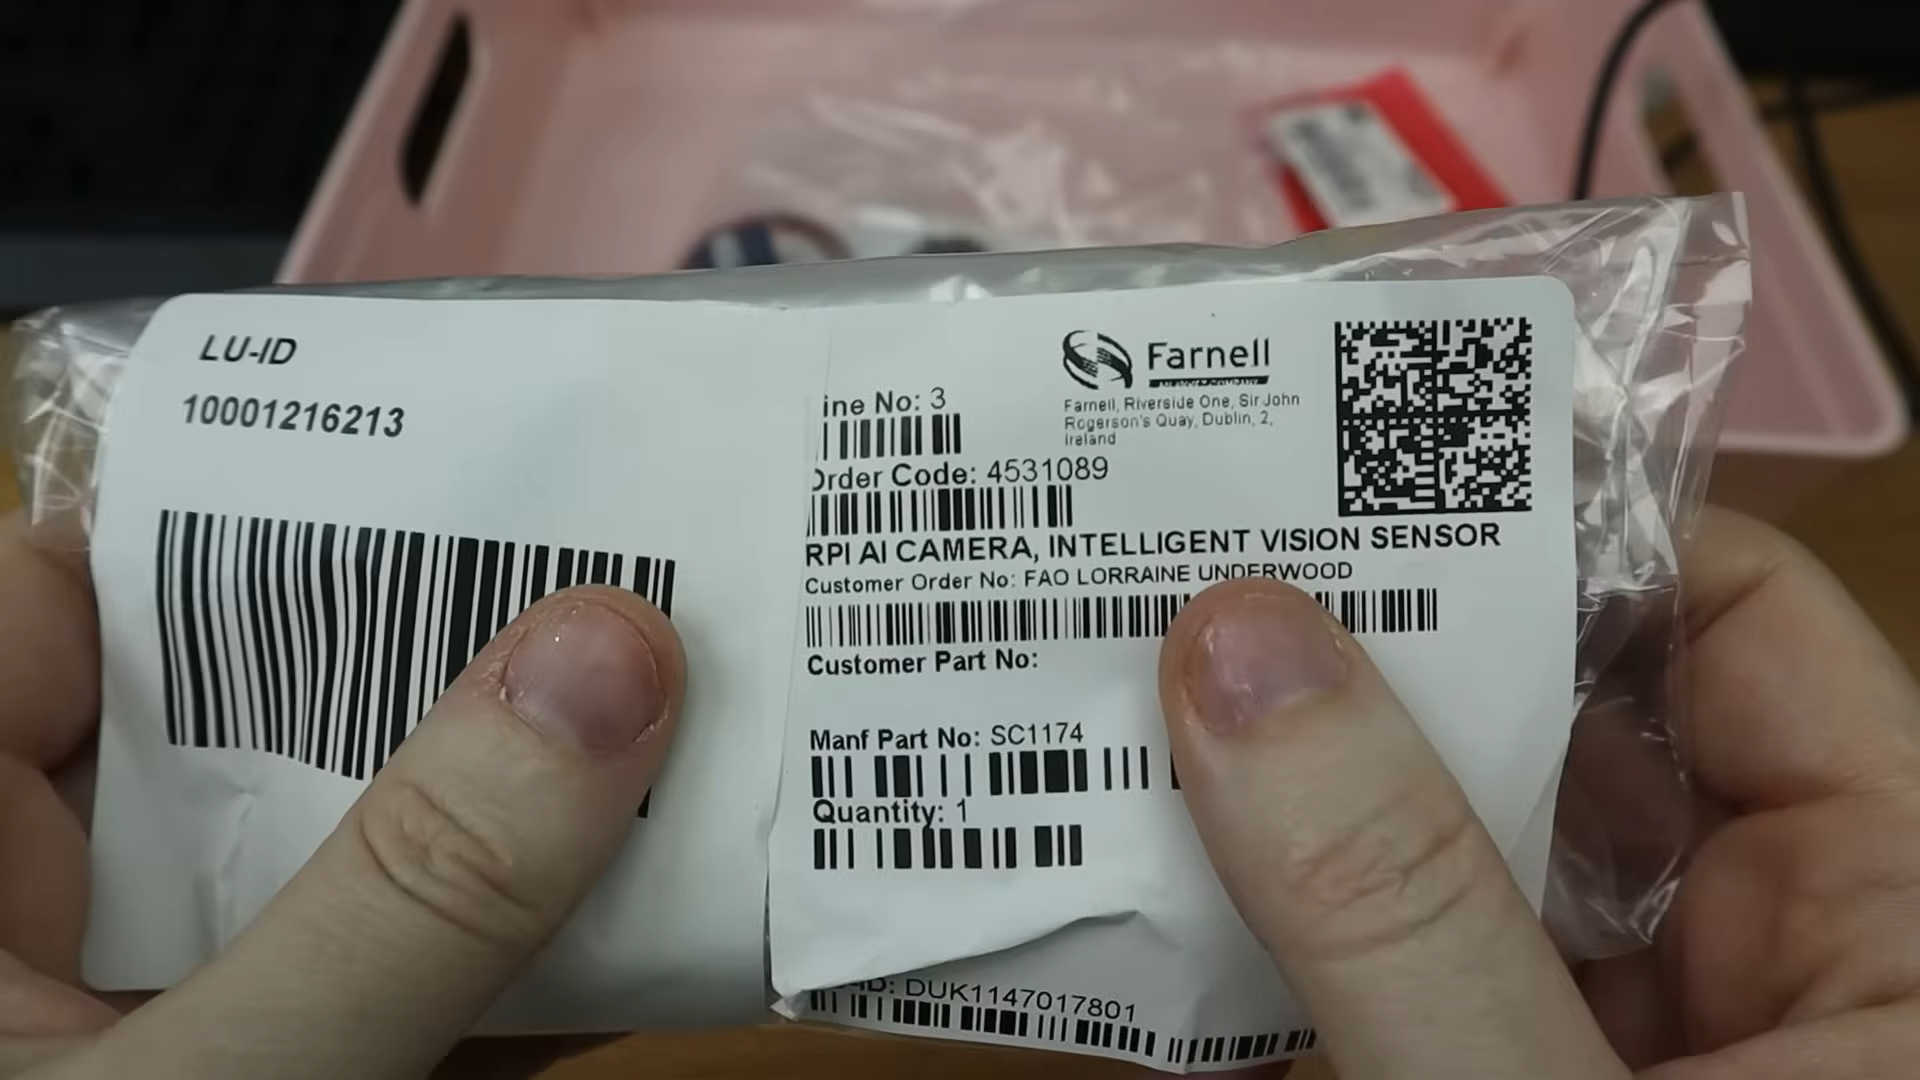 LU-ID
10001216213
Farnell
ine No: 3
Farnell, Riverside One, Sir John
Rogerson's Quay, Dublin, 2,
Ireland
Order Code: 4531089
RPI AI CAMERA, INTELLIGENT VISION SENSOR
Customer Order No: FAO LORRAINE UNDERWOOD
Customer Part No:
Manf Part No: SC1174
Quantity: 1
ID: DUK1147017801